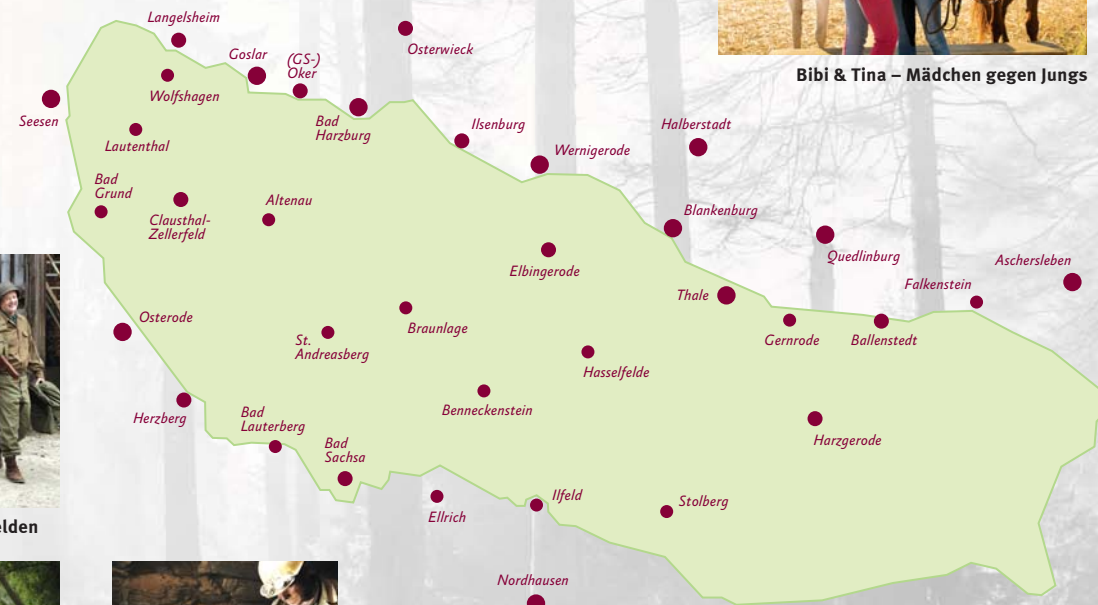 Langelsheim
Osterwieck
Goslar
(GS-)
Oker
Bibi & Tina – Mädchen gegen Jungs
Wolfshagen
Seesen
Bad
Harzburg
Ilsenburg
Halberstadt
Lautenthal
Wernigerode
Bad
Grund
Altenau
Clausthal-
Zellerfeld
Blankenburg
Quedlinburg
Aschersleben
Elbingerode
Falkenstein
Thale
Osterode
Braunlage
St.
Andreasberg
Gernrode
Ballenstedt
Hasselfelde
Herzberg
Bad
Lauterberg
Benneckenstein
Harzgerode
Bad
Sachsa
Ilfeld
Stolberg
Ellrich
elden
Nordhausen